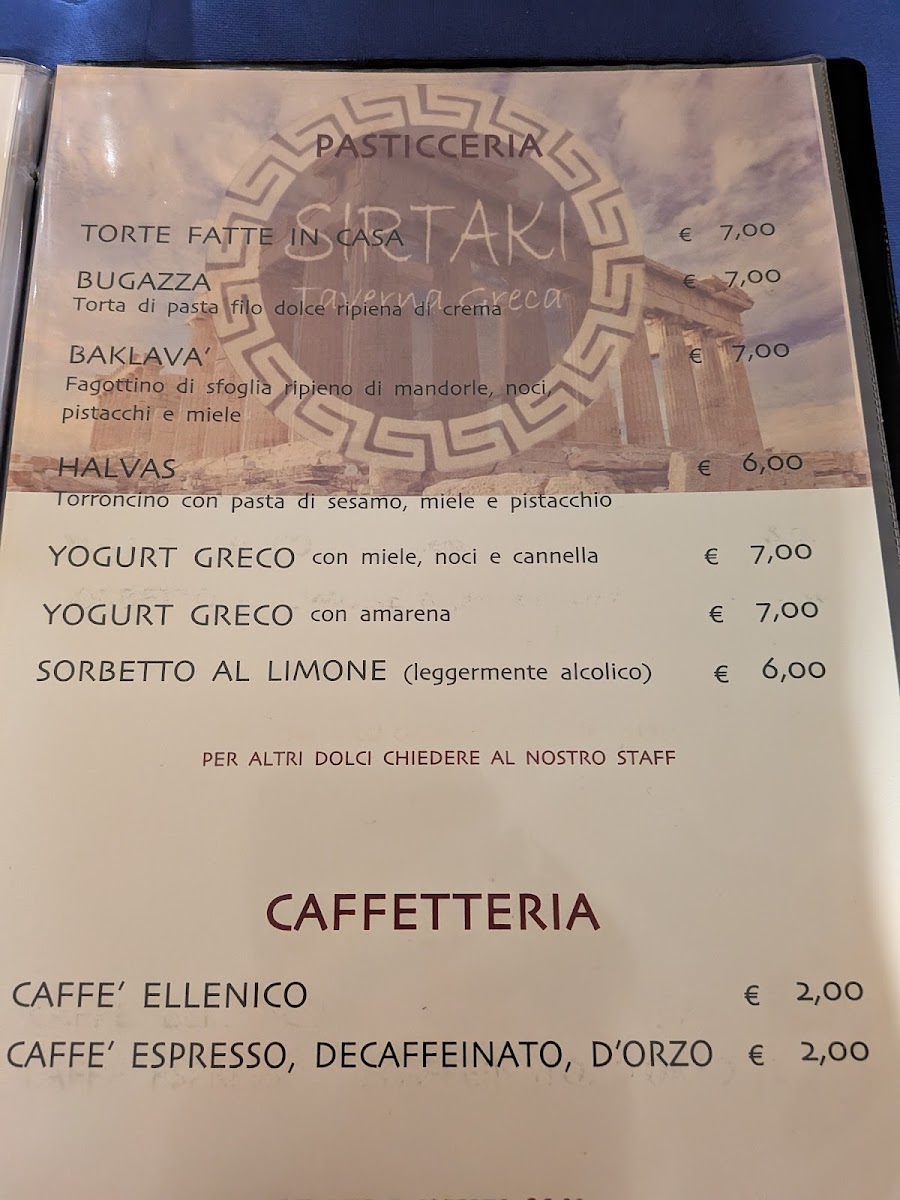 PASTICCERIA
SIRTAKI
Taverna Greca
TORTE FATTE IN CASA € 7,00
BUGAZZA € 7,00
Torta di pasta filo dolce ripiena di crema
BAKLAVA' € 7,00
Fagottino di sfoglia ripieno di mandorle, noci,
pistacchi e miele
HALVAS € 6,00
Torroncino con pasta di sesamo, miele e pistacchio
YOGURT GRECO con miele, noci e cannella € 7,00
YOGURT GRECO con amarena € 7,00
SORBETTO AL LIMONE (leggermente alcolico) € 6,00
PER ALTRI DOLCI CHIEDERE AL NOSTRO STAFF
CAFFETTERIA
CAFFE' ELLENICO € 2,00
CAFFE' ESPRESSO, DECAFFEINATO, D'ORZO € 2,00